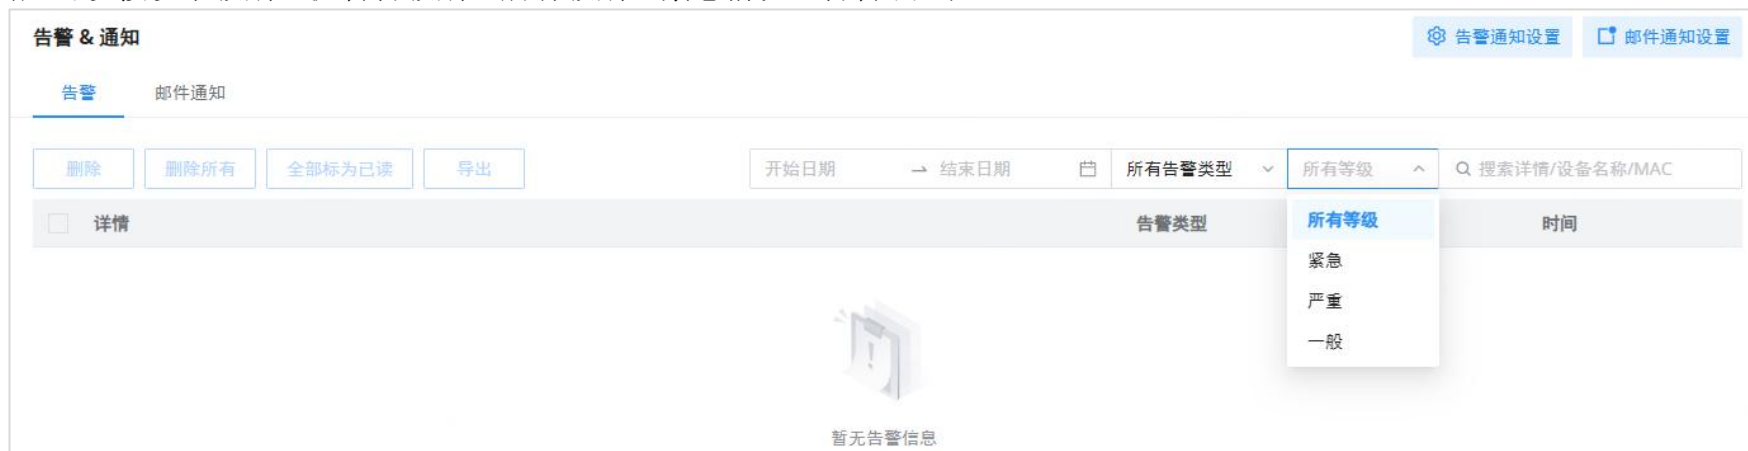 告警 & 通知
告警通知设置
邮件通知设置
告警
邮件通知
删除
删除所有
全部标为已读
导出
开始日期
结束日期
所有告警类型
所有等级
搜索详情/设备名称/MAC
详情
告警类型
所有等级
时间
紧急
严重
一般
暂无告警信息